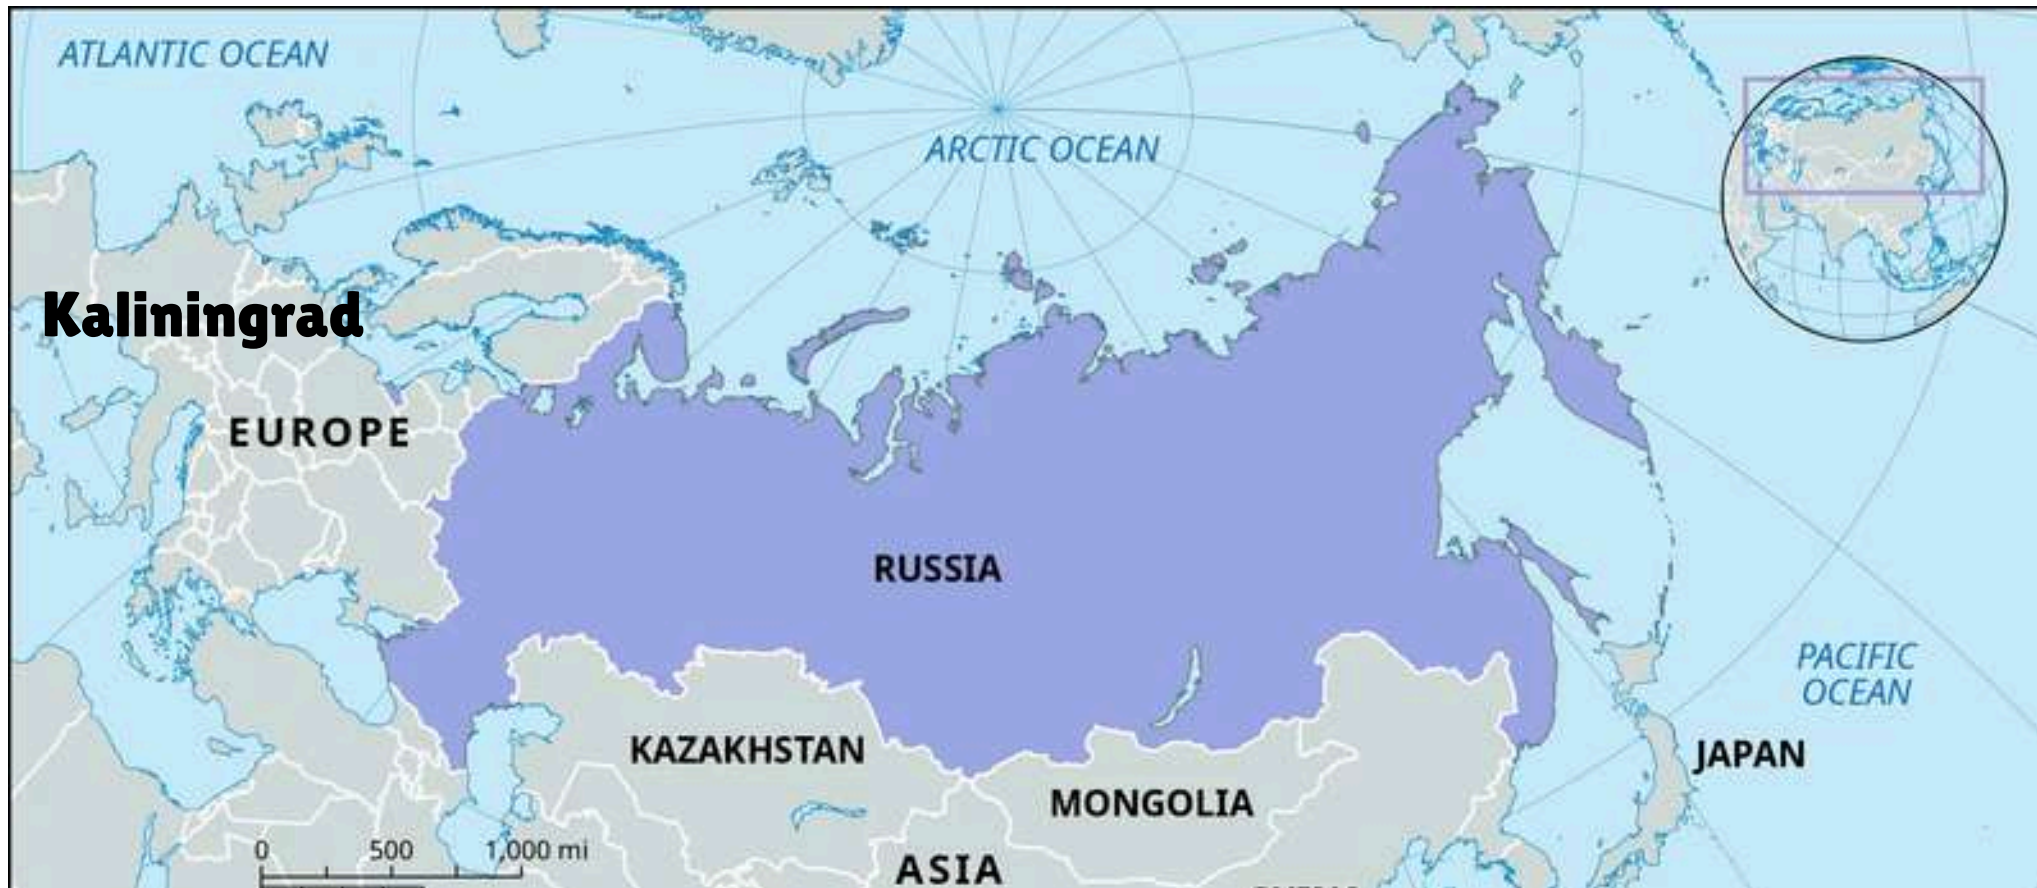 ATLANTIC OCEAN
ARCTIC OCEAN
Kaliningrad
EUROPE
RUSSIA
PACIFIC
OCEAN
KAZAKHSTAN
JAPAN
MONGOLIA
0 500 1,000 mi
ASIA